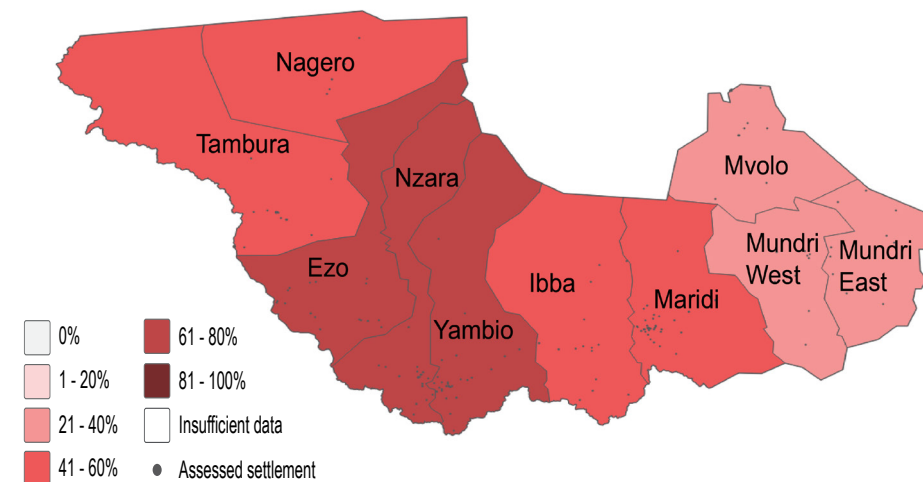 Nagero
Tambura
Nzara
Mvolo
Mundri
West
Mundri
East
Ezo
Ibba
Maridi
Yambio
0%
1 - 20%
21 - 40%
41 - 60%
61 - 80%
81 - 100%
Insufficient data
Assessed settlement